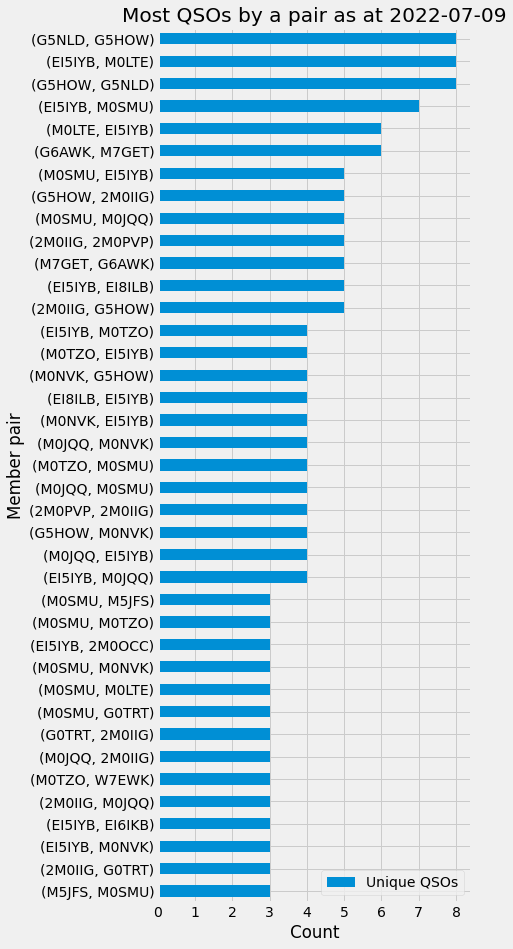 Most QSOs by a pair as at 2022-07-09
(G5NLD, G5HOW)
(EI5IYB, M0LTE)
(G5HOW, G5NLD)
(EI5IYB, M0SMU)
(M0LTE, EI5IYB)
(G6AWK, M7GET)
(M0SMU, EI5IYB)
(G5HOW, 2M0IIG)
(M0SMU, M0JQQ)
(2M0IIG, 2M0PVP)
(M7GET, G6AWK)
(EI5IYB, EI8ILB)
(2M0IIG, G5HOW)
(EI5IYB, M0TZO)
(M0TZO, EI5IYB)
(M0NVK, G5HOW)
(EI8ILB, EI5IYB)
(M0NVK, EI5IYB)
(M0JQQ, M0NVK)
(M0TZO, M0SMU)
(M0JQQ, M0SMU)
(2M0PVP, 2M0IIG)
(G5HOW, M0NVK)
(M0JQQ, EI5IYB)
(EI5IYB, M0JQQ)
(M0SMU, M5JFS)
(M0SMU, M0TZO)
(EI5IYB, 2M0OCC)
(M0SMU, M0NVK)
(M0SMU, M0LTE)
(M0SMU, G0TRT)
(G0TRT, 2M0IIG)
(M0JQQ, 2M0IIG)
(M0TZO, W7EWK)
(2M0IIG, M0JQQ)
(EI5IYB, EI6IKB)
(EI5IYB, M0NVK)
(2M0IIG, G0TRT)
(M5JFS, M0SMU)
Member pair
Unique QSOs
0 1 2 3 4 5 6 7 8
Count